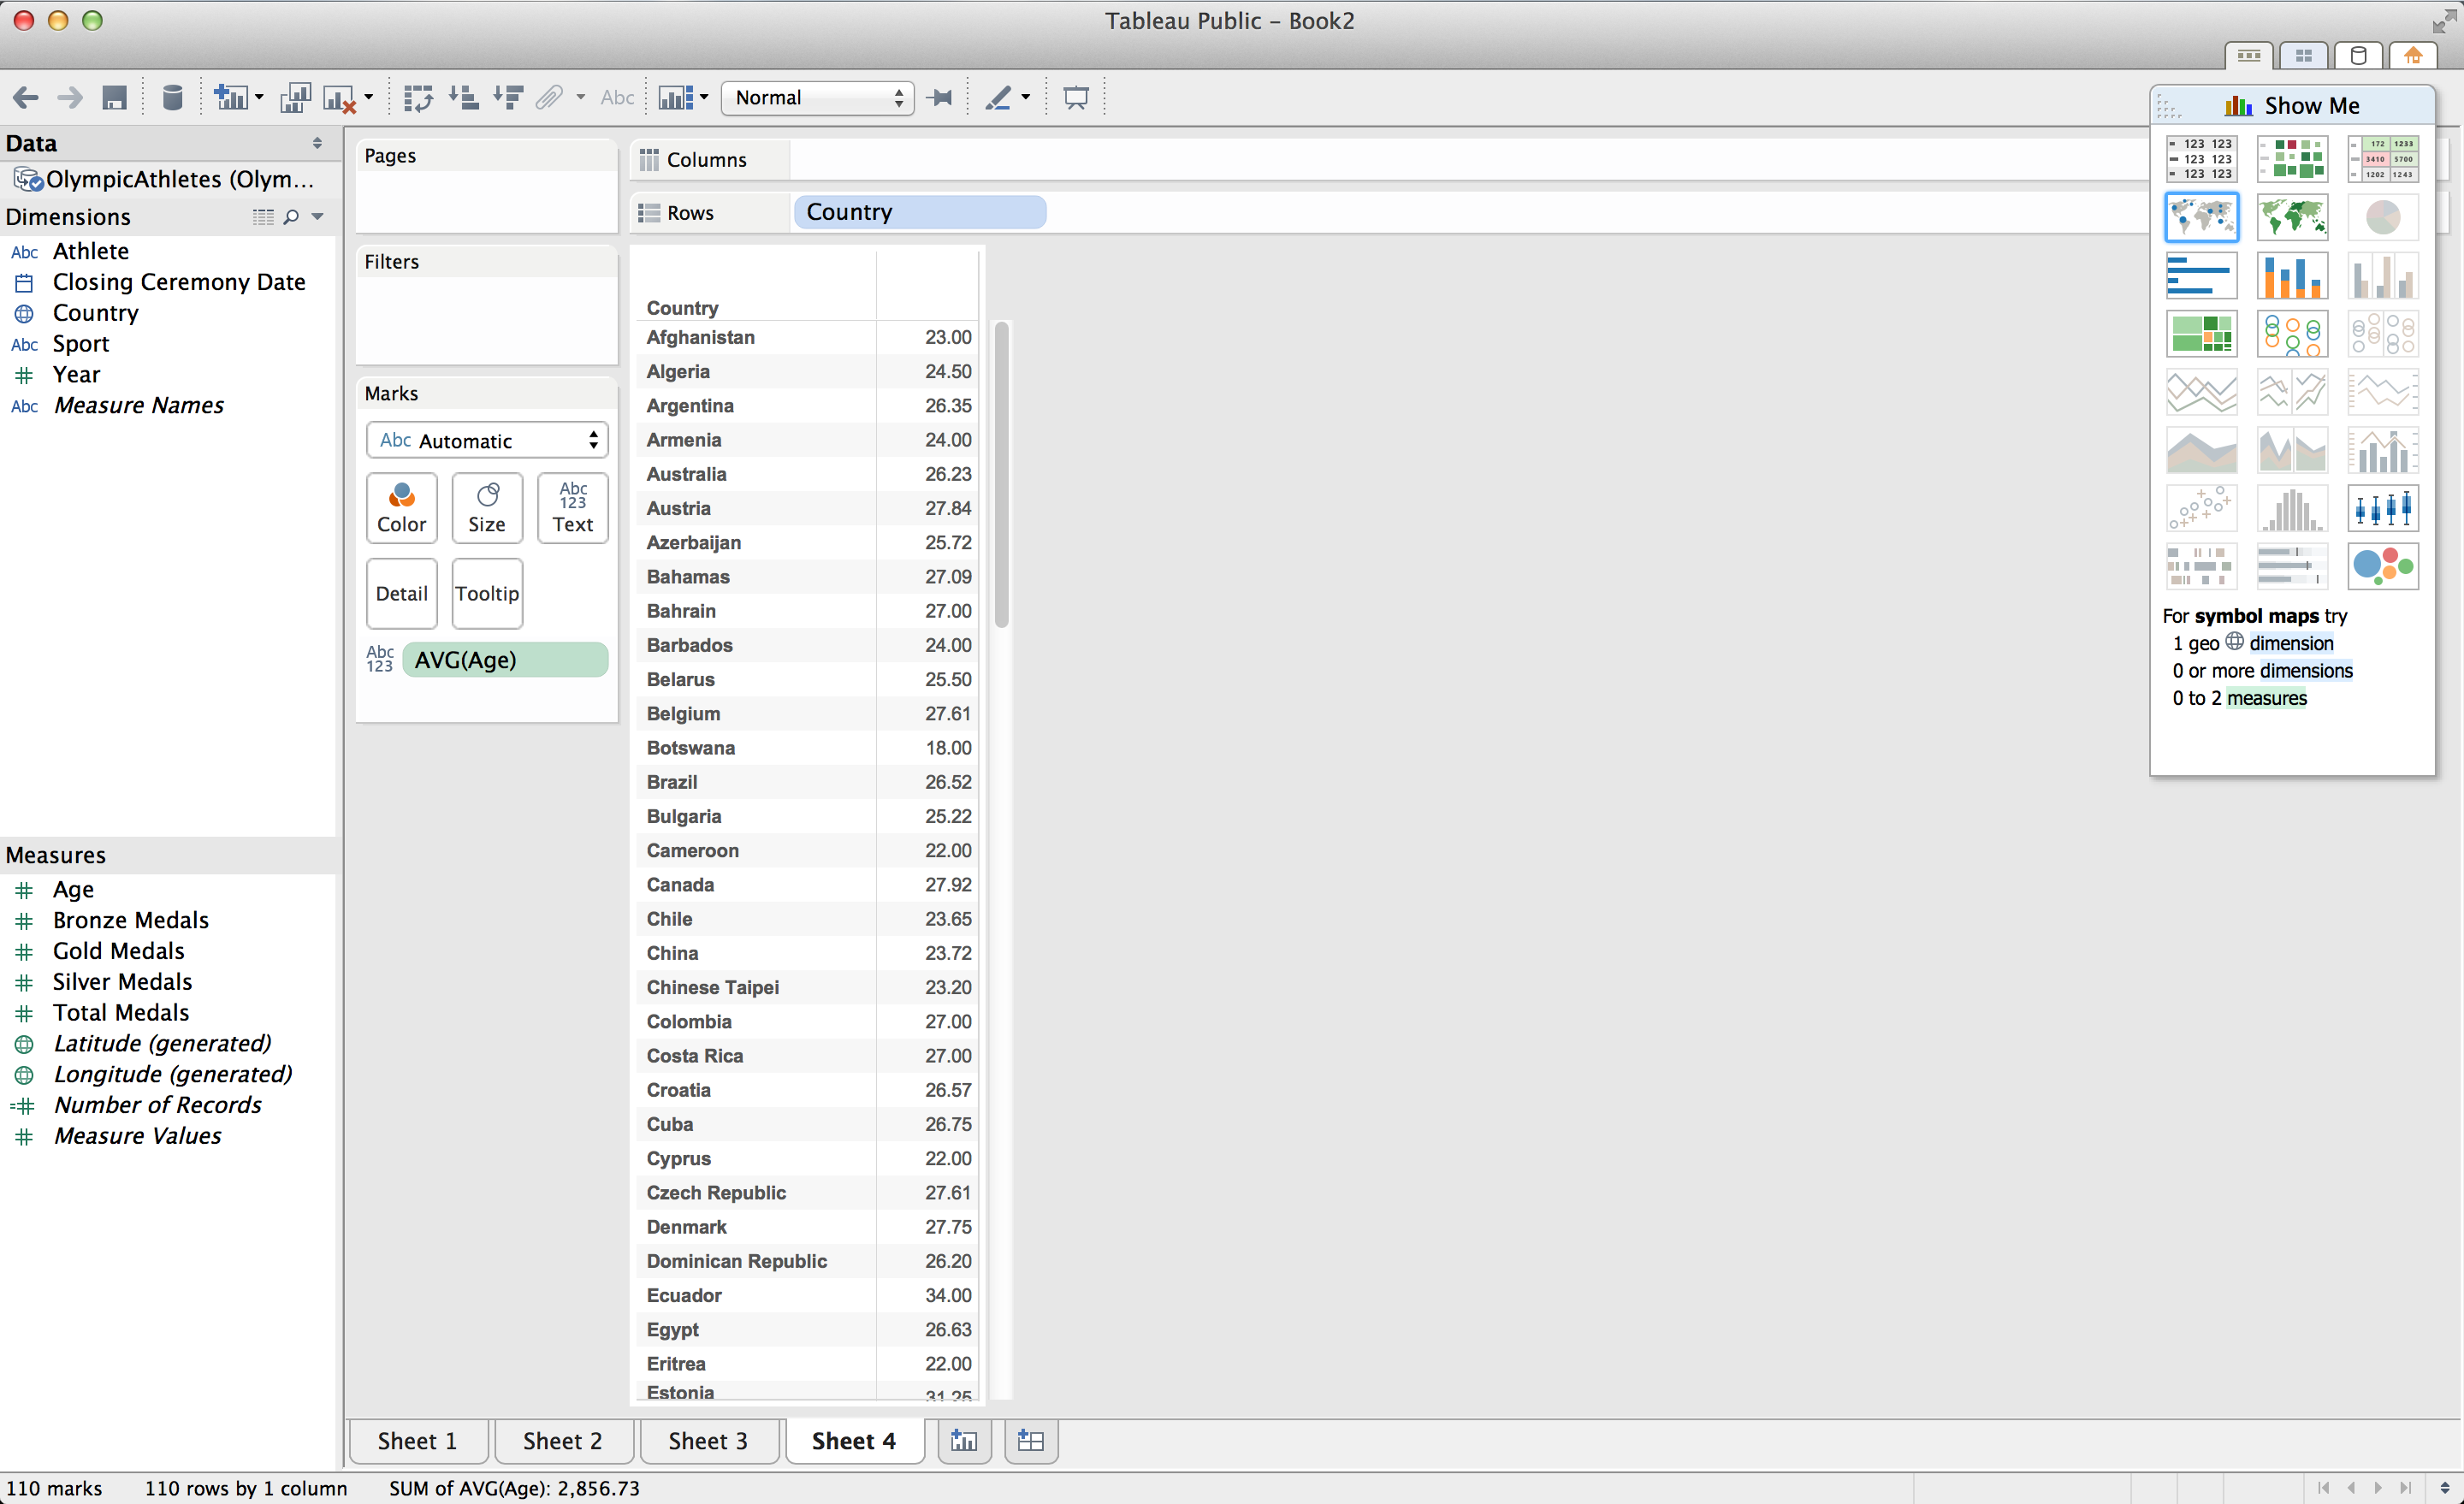 Tableau Public – Book2
Abc
Normal
Data
OlympicAthletes (Olym...
Dimensions
Abc Athlete
Closing Ceremony Date
Country
Abc Sport
Year
Abc Measure Names
Measures
Age
Bronze Medals
Gold Medals
Silver Medals
Total Medals
Latitude (generated)
Longitude (generated)
=# Number of Records
Measure Values
Pages
Filters
Marks
Abc Automatic
Color
Size
Abc
123
Text
Detail
Tooltip
Abc
123
AVG(Age)
Columns
Rows
Country
Country
Afghanistan 23.00
Algeria 24.50
Argentina 26.35
Armenia 24.00
Australia 26.23
Austria 27.84
Azerbaijan 25.72
Bahamas 27.09
Bahrain 27.00
Barbados 24.00
Belarus 25.50
Belgium 27.61
Botswana 18.00
Brazil 26.52
Bulgaria 25.22
Cameroon 22.00
Canada 27.92
Chile 23.65
China 23.72
Chinese Taipei 23.20
Colombia 27.00
Costa Rica 27.00
Croatia 26.57
Cuba 26.75
Cyprus 22.00
Czech Republic 27.61
Denmark 27.75
Dominican Republic 26.20
Ecuador 34.00
Egypt 26.63
Eritrea 22.00
Estonia 31.25
Show Me
123 123
123 123
123 123
172 1233
3410 5700
1202 1243
For symbol maps try
1 geo dimension
0 or more dimensions
0 to 2 measures
Sheet 1
Sheet 2
Sheet 3
Sheet 4
110 marks 110 rows by 1 column SUM of AVG(Age): 2,856.73